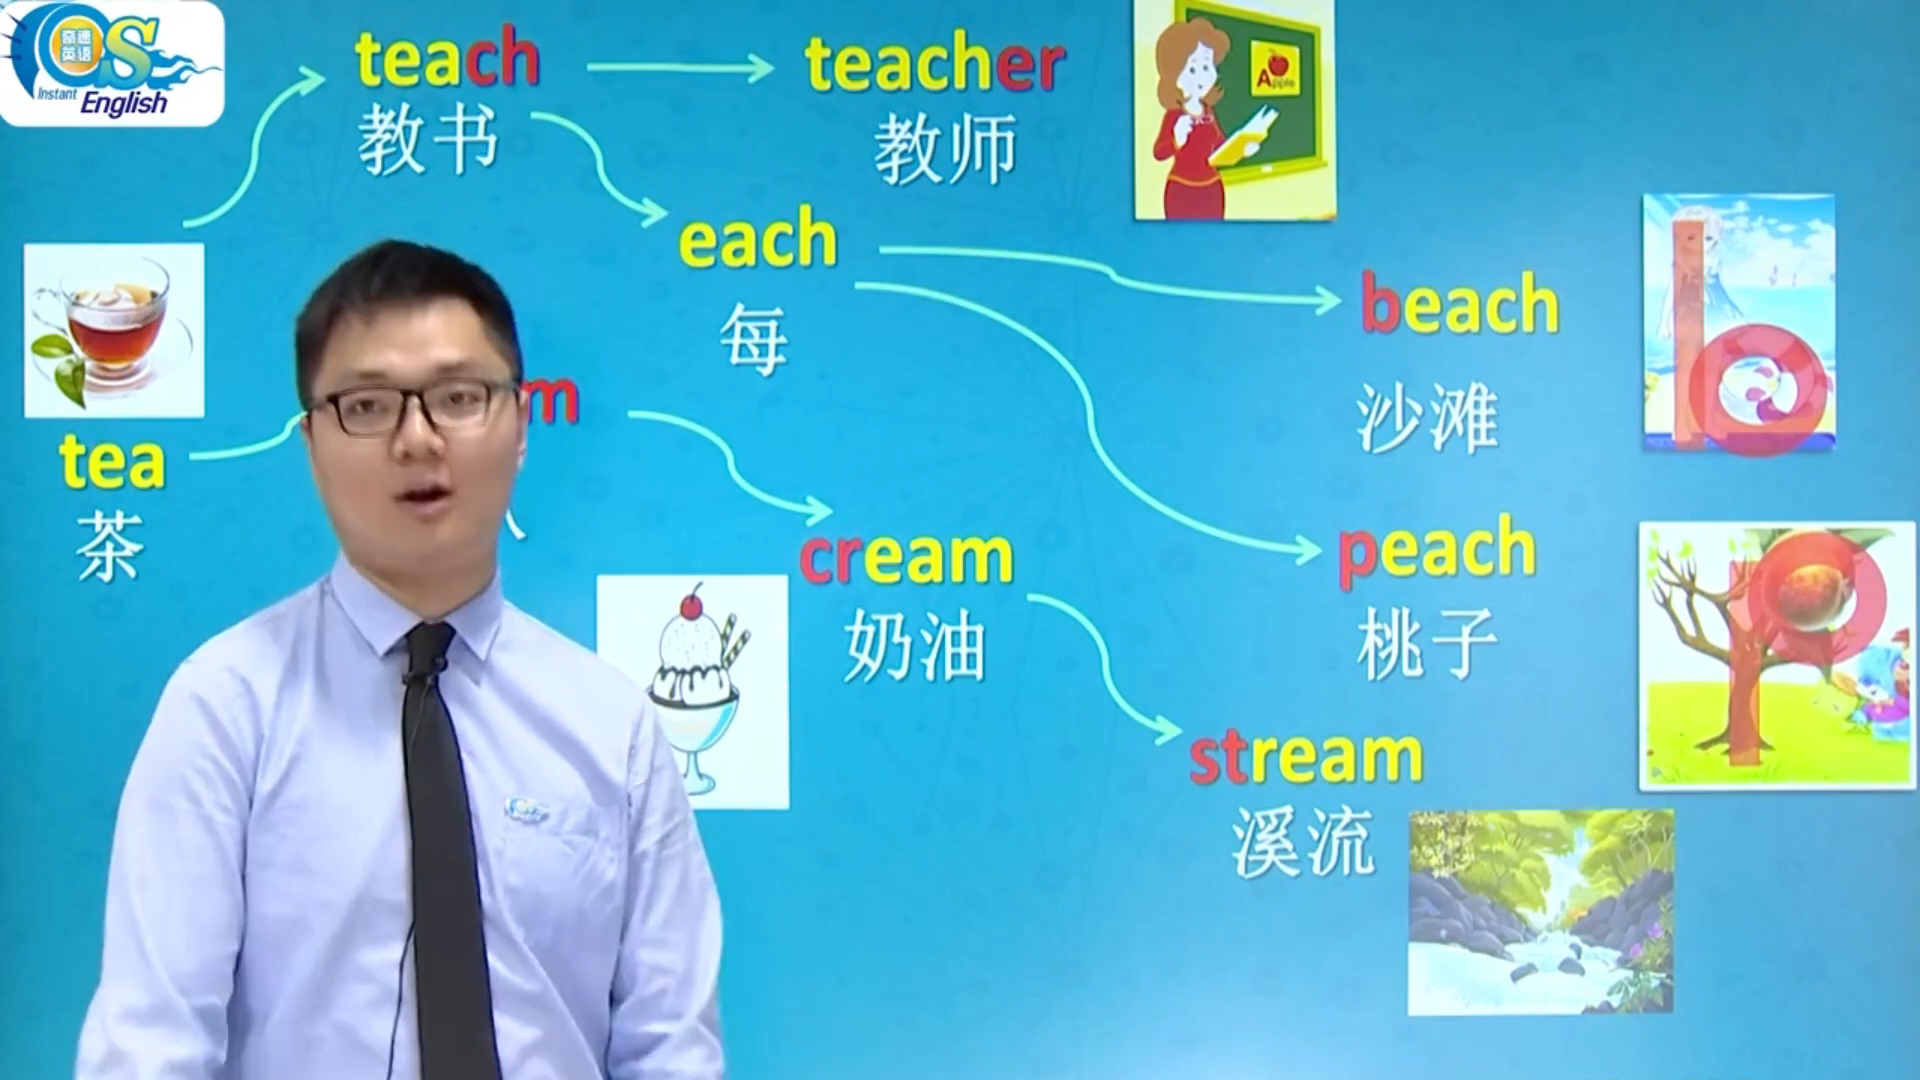 奇速
英语
OS
Instant
English
teach
教书
teacher
教师
Apple
each
每
beach
沙滩
tea
茶
m
cream
奶油
peach
桃子
stream
溪流